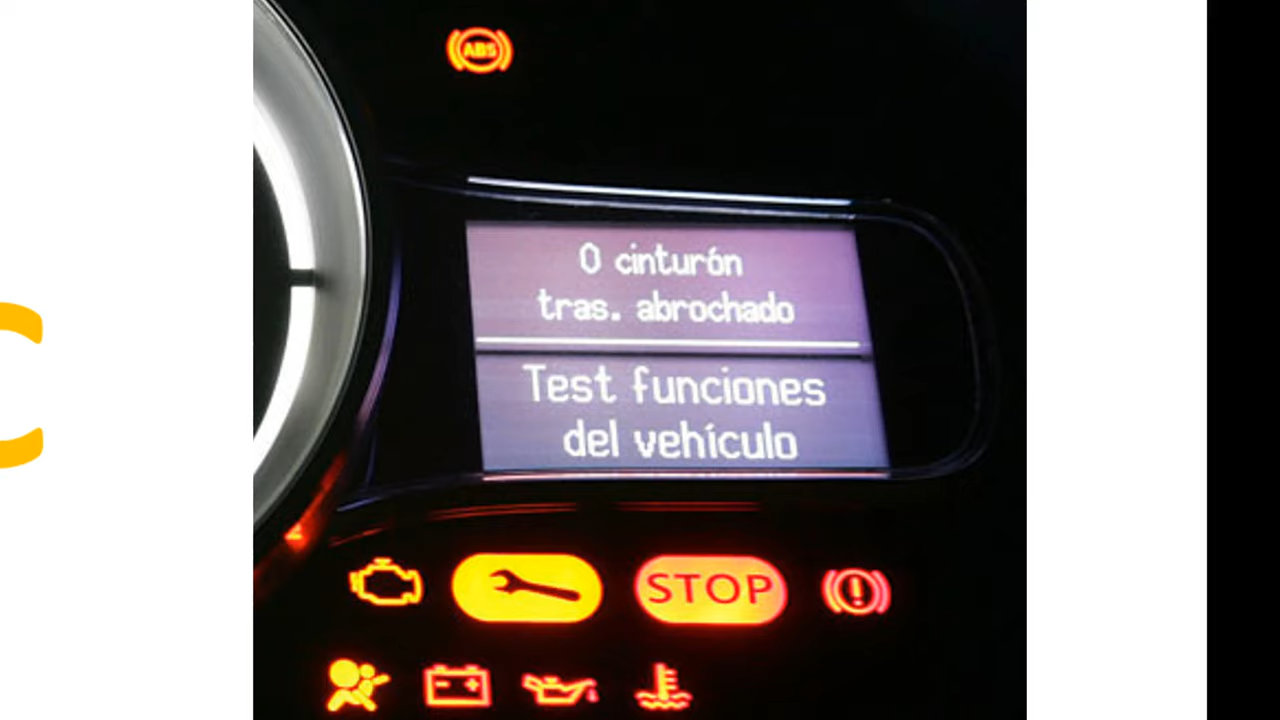 ABS
0 cinturón
tras. abrochado
Test funciones
del vehículo
STOP